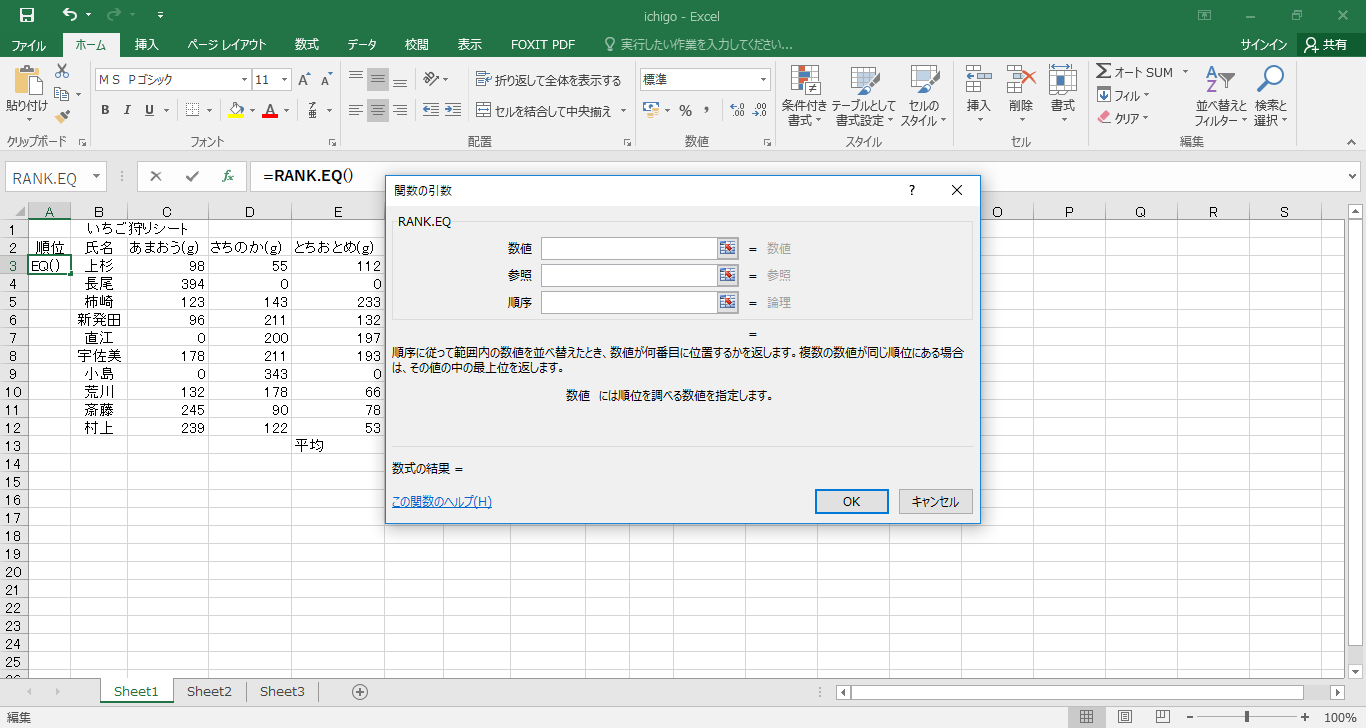 ichigo - Excel
ファイル ホーム 挿入 ページ レイアウト 数式 データ 校閲 表示 FOXIT PDF 実行したい作業を入力してください... サインイン 共有
貼り付け
クリップボード
ＭＳ Ｐゴシック 11
B I U
フォント
折り返して全体を表示する
セルを結合して中央揃え
配置
標準
%
数値
条件付き書式 テーブルとして書式設定 セルのスタイル
スタイル
挿入 削除 書式
セル
オート SUM
フィル
クリア
並べ替えとフィルター 検索と選択
編集
RANK.EQ fx =RANK.EQ()
A B C D E O P Q R S
1 いちご狩りシート
2 順位 氏名 あまおう(g) さちのか(g) とちおとめ(g)
3 EQ() 上杉 98 55 112
4 長尾 394 0 0
5 柿崎 123 143 233
6 新発田 96 211 132
7 直江 0 200 197
8 宇佐美 178 211 193
9 小島 0 343 0
10 荒川 132 178 66
11 斎藤 245 90 78
12 村上 239 122 53
13 平均
14
15
16
17
18
19
20
21
22
23
24
25
関数の引数 ?
RANK.EQ
数値 = 数値
参照 = 参照
順序 = 論理
=
順序に従って範囲内の数値を並べ替えたとき、数値が何番目に位置するかを返します。複数の数値が同じ順位にある場合
は、その値の中の最上位を返します。
数値 には順位を調べる数値を指定します。
数式の結果 =
この関数のヘルプ(H) OK キャンセル
Sheet1 Sheet2 Sheet3
編集 100%